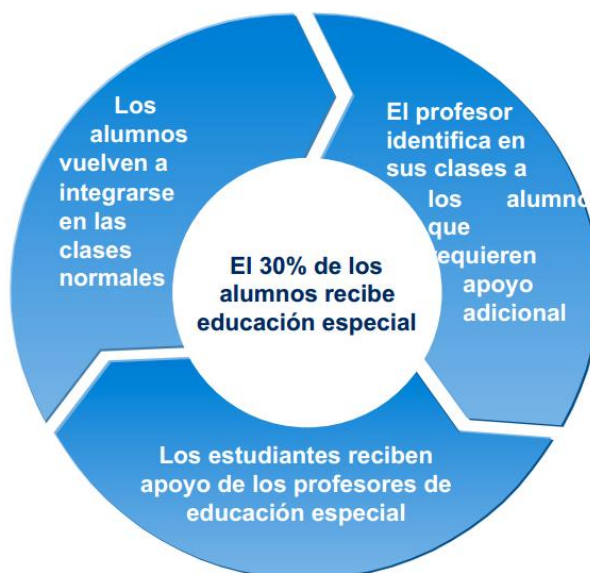 Los
alumnos
vuelven a
integrarse
en las
clases
normales
El profesor
identifica en
sus clases a
los alumno
que
requieren
apoyo
adicional
El 30% de los
alumnos recibe
educación especial
Los estudiantes reciben
apoyo de los profesores de
educación especial